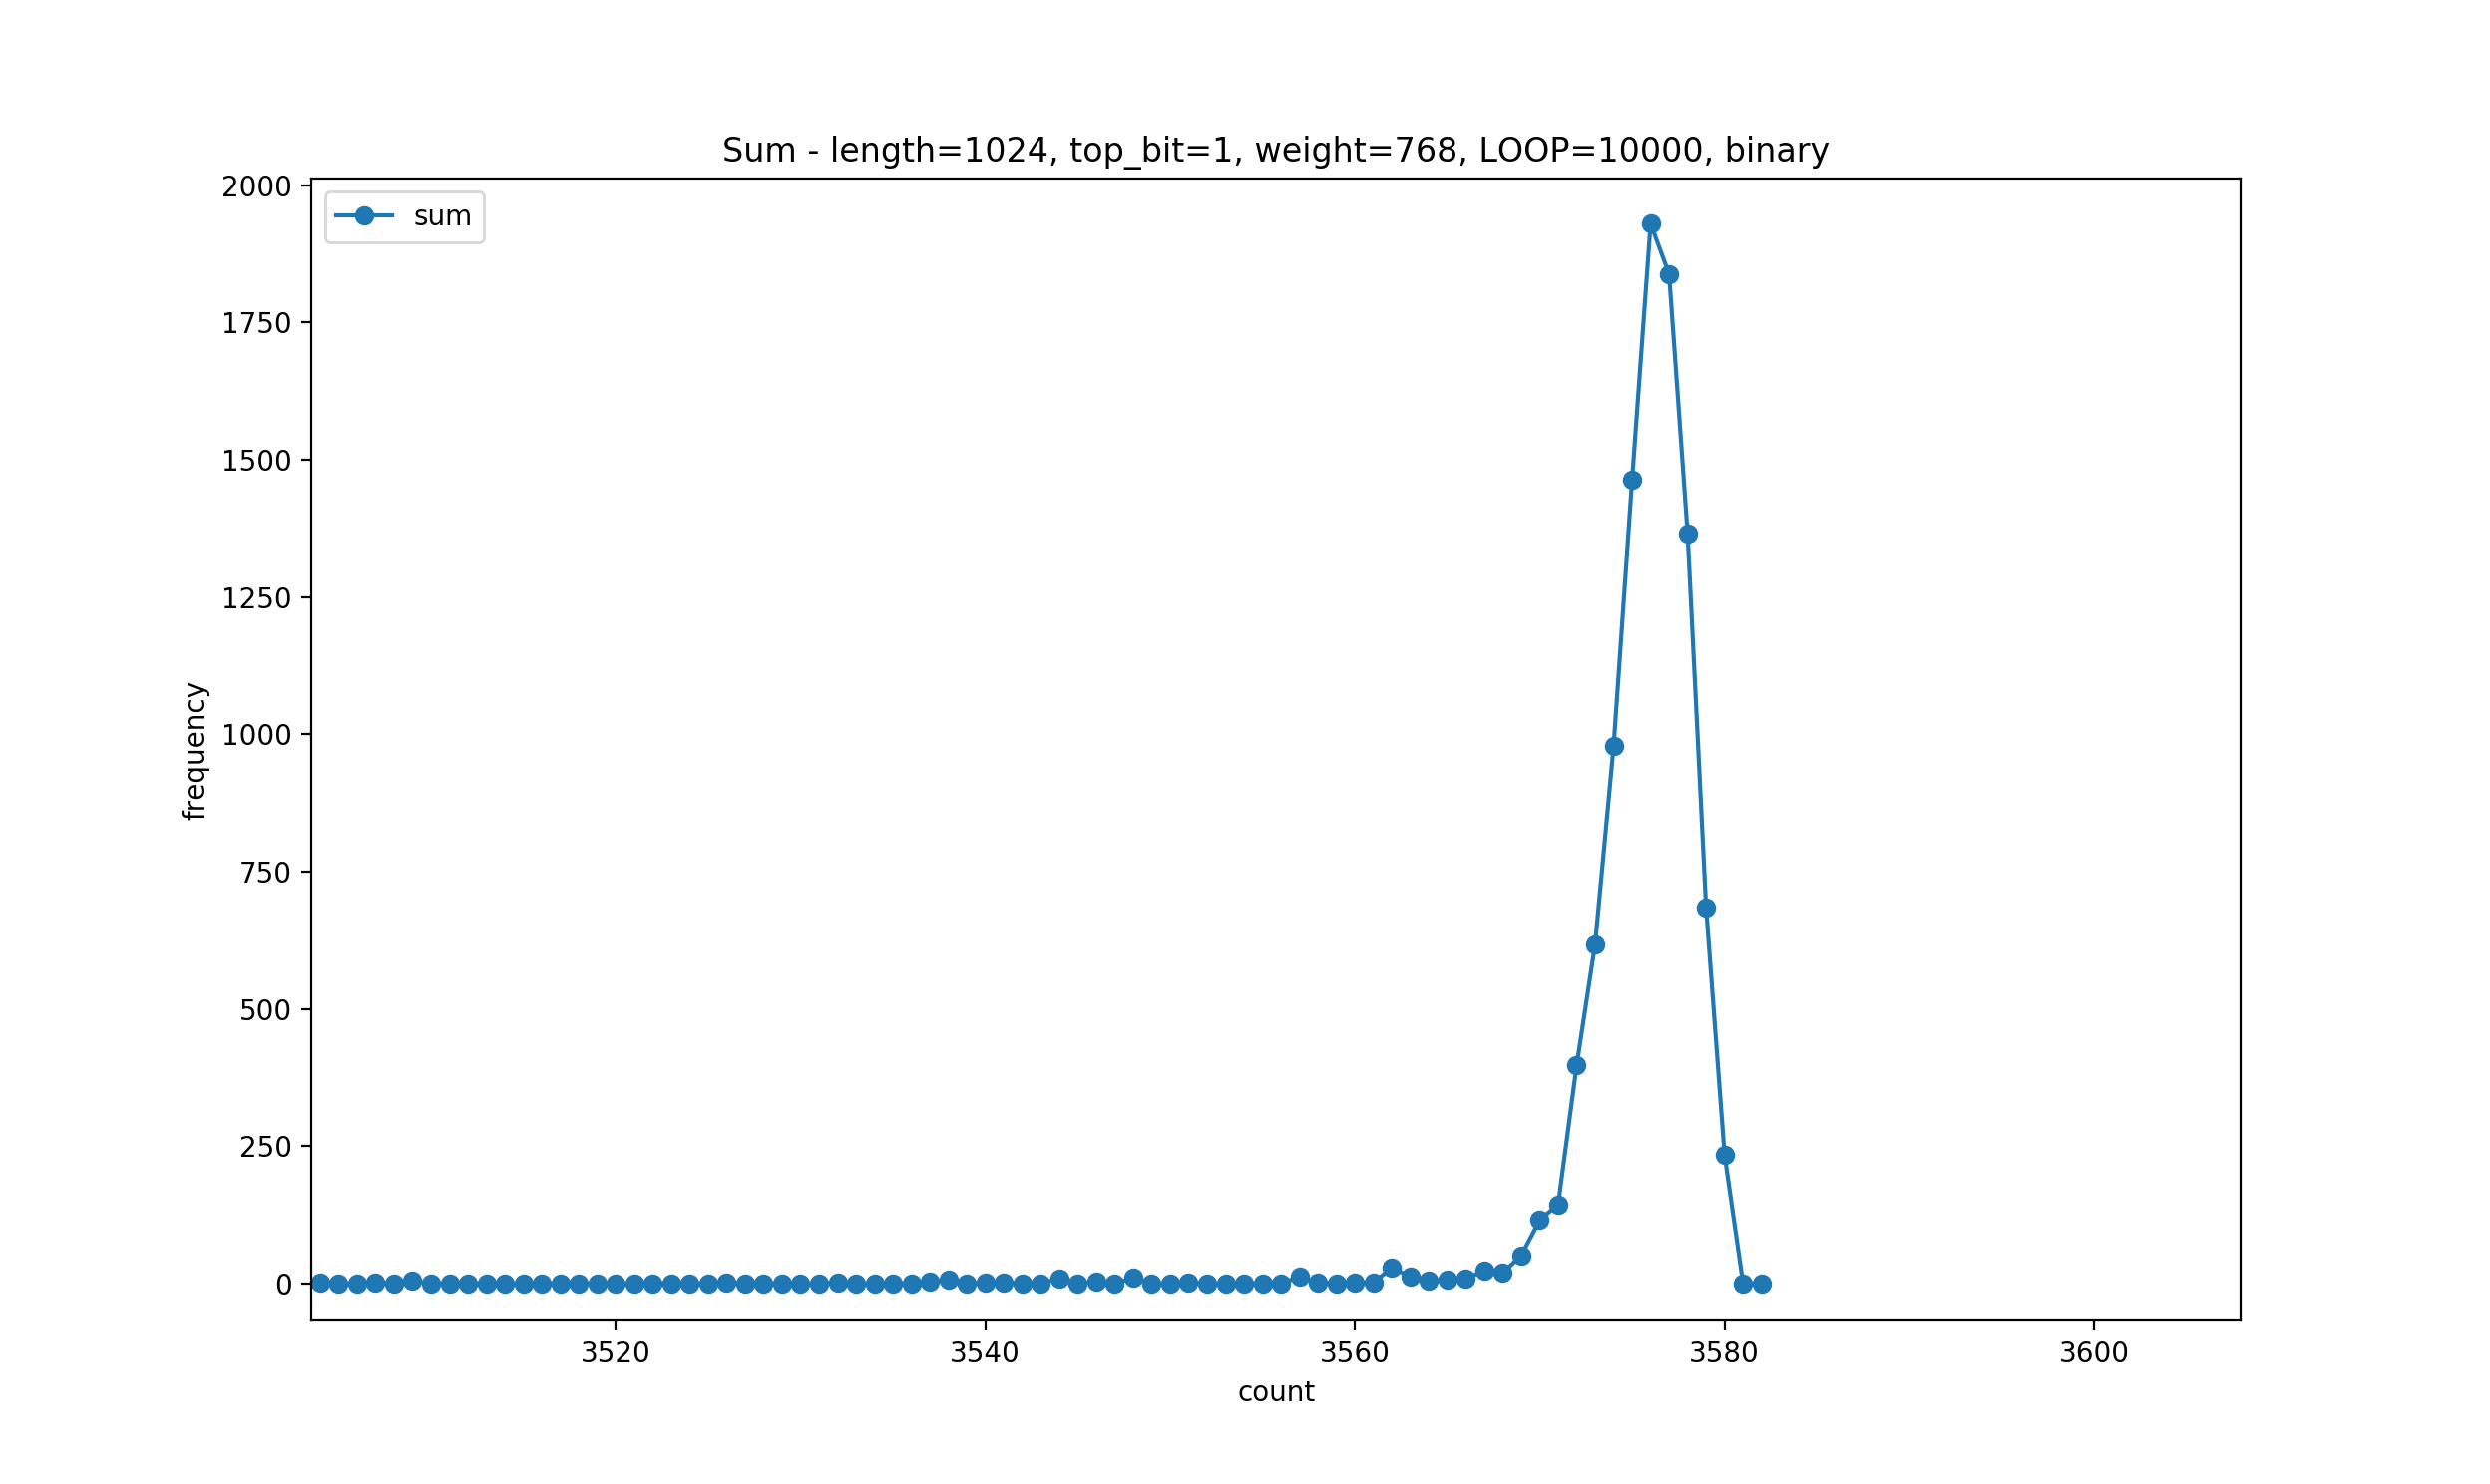 Sum - length=1024, top_bit=1, weight=768, LOOP=10000, binary
sum
2000
1750
1500
1250
1000
750
500
250
0
frequency
3520 3540 3560 3580 3600
count